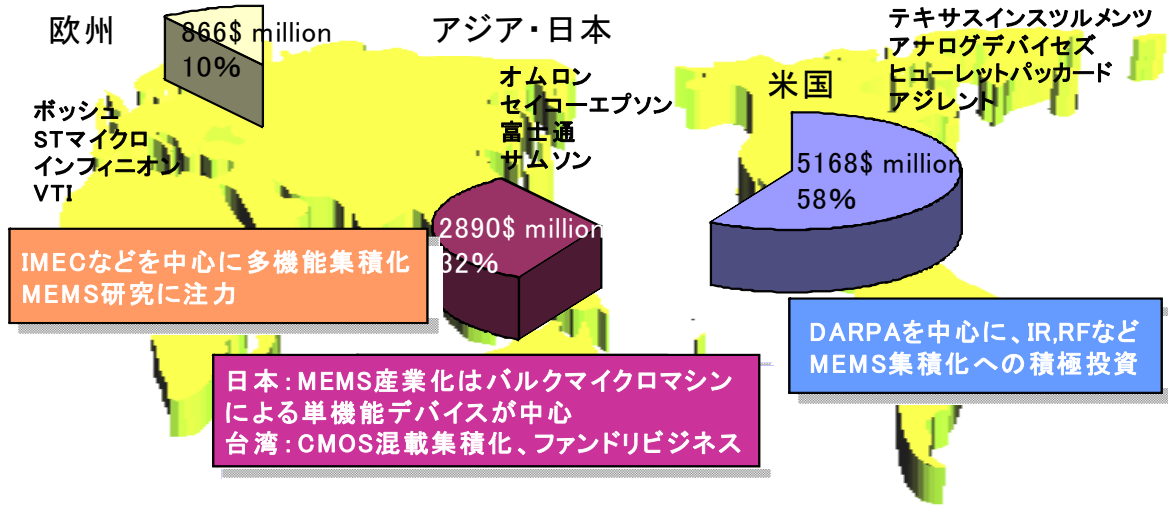 欧州
866$ million
10%
ボッシュ
STマイクロ
インフィニオン
VTI
IMECなどを中心に多機能集積化
MEMS研究に注力
アジア・日本
オムロン
セイコーエプソン
富士通
サムソン
2890$ million
32%
日本：MEMS産業化はバルクマイクロマシン
による単機能デバイスが中心
台湾：CMOS混載集積化、ファンドリビジネス
米国
テキサスインスツルメンツ
アナログデバイセズ
ヒューレットパッカード
アジレント
5168$ million
58%
DARPAを中心に、IR,RFなど
MEMS集積化への積極投資